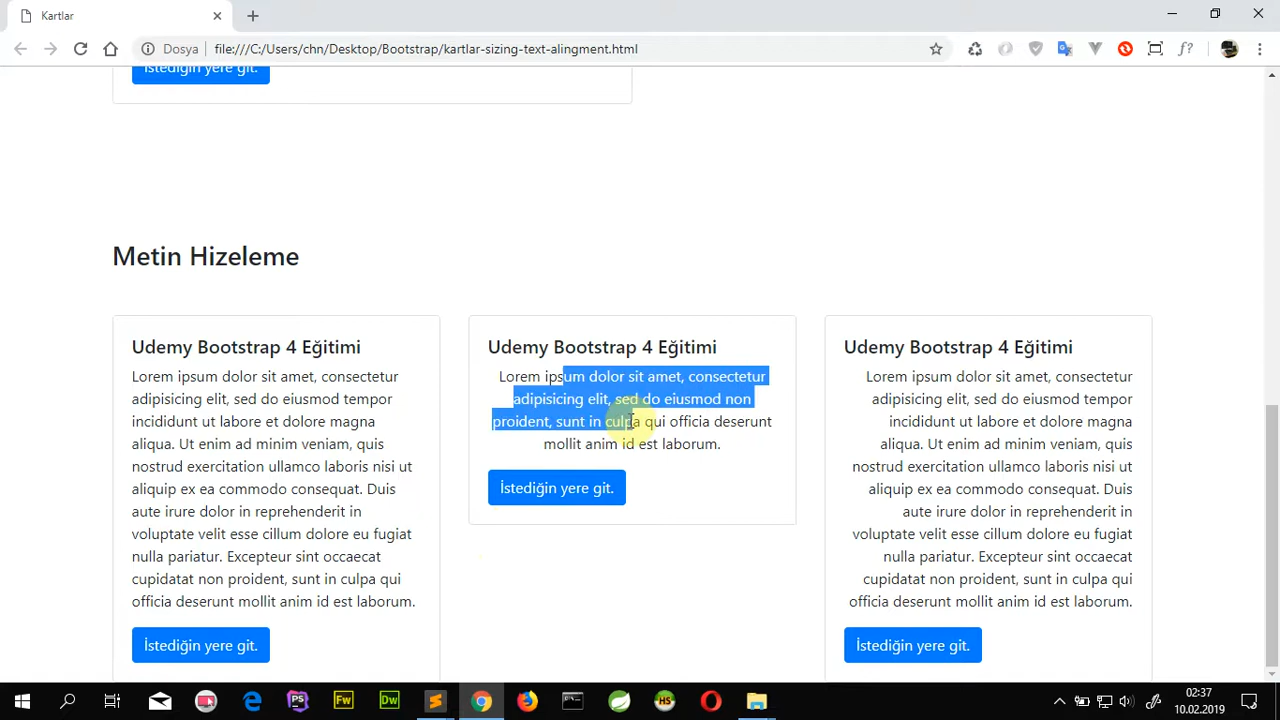 Kartlar
Dosya
file:///C:/Users/chn/Desktop/Bootstrap/kartlar-sizing-text-alingment.html
İstediğin yere git.
Metin Hizeleme
Udemy Bootstrap 4 Eğitimi
Lorem ipsum dolor sit amet, consectetur
adipisicing elit, sed do eiusmod tempor
incididunt ut labore et dolore magna
aliqua. Ut enim ad minim veniam, quis
nostrud exercitation ullamco laboris nisi ut
aliquip ex ea commodo consequat. Duis
aute irure dolor in reprehenderit in
voluptate velit esse cillum dolore eu fugiat
nulla pariatur. Excepteur sint occaecat
cupidatat non proident, sunt in culpa qui
officia deserunt mollit anim id est laborum.
İstediğin yere git.
Udemy Bootstrap 4 Eğitimi
Lorem ipsum dolor sit amet, consectetur
adipisicing elit, sed do eiusmod non
proident, sunt in culpa qui officia deserunt
mollit anim id est laborum.
İstediğin yere git.
Udemy Bootstrap 4 Eğitimi
Lorem ipsum dolor sit amet, consectetur
adipisicing elit, sed do eiusmod tempor
incididunt ut labore et dolore magna
aliqua. Ut enim ad minim veniam, quis
nostrud exercitation ullamco laboris nisi ut
aliquip ex ea commodo consequat. Duis
aute irure dolor in reprehenderit in
voluptate velit esse cillum dolore eu fugiat
nulla pariatur. Excepteur sint occaecat
cupidatat non proident, sunt in culpa qui
officia deserunt mollit anim id est laborum.
İstediğin yere git.
PS
Fw
Dw
HS
02:37
10.02.2019